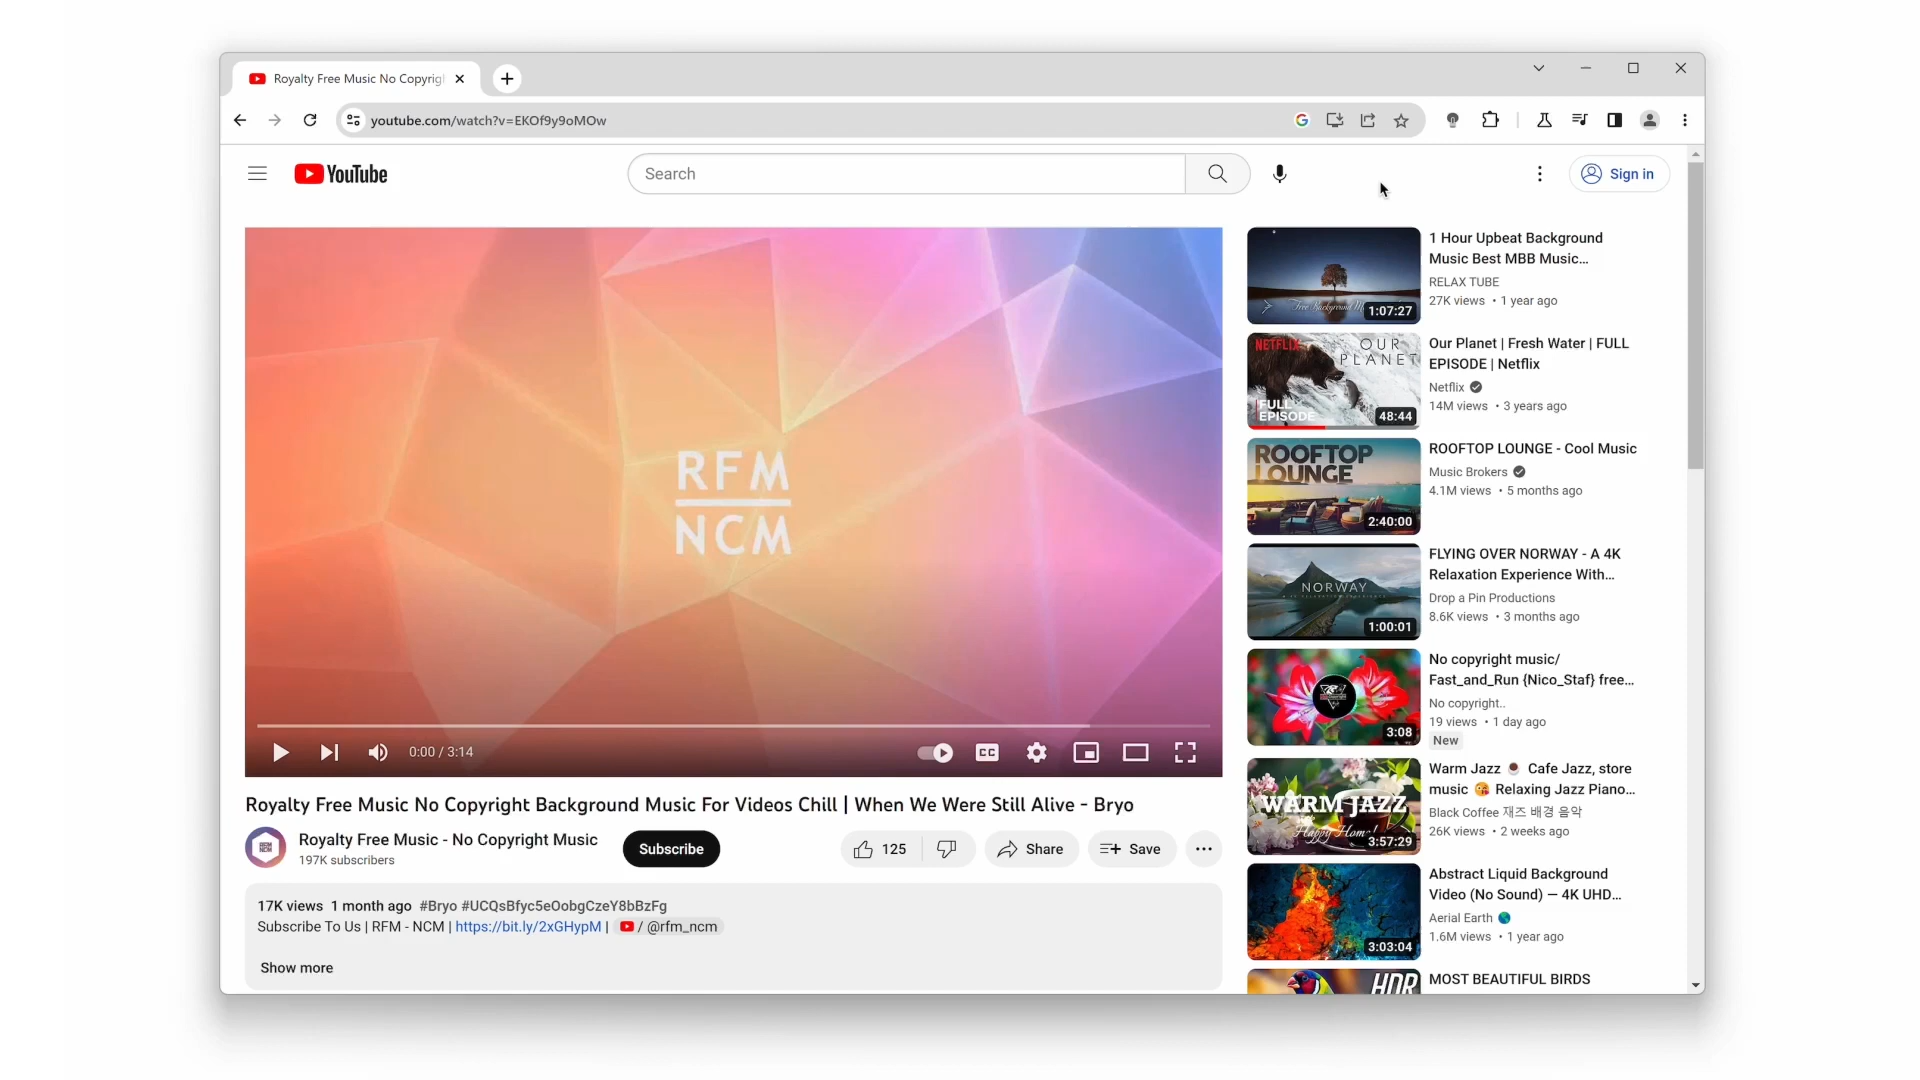 Royalty Free Music No Copyrig
youtube.com/watch?v=EKOf9y9oMOw
YouTube
Search
Sign in
RFM
NCM
0:00 / 3:14
CC
Royalty Free Music No Copyright Background Music For Videos Chill | When We Were Still Alive - Bryo
Royalty Free Music - No Copyright Music
197K subscribers
Subscribe
125
Share
Save
17K views 1 month ago #Bryo #UCQsBfyc5eOobgCzeY8bBzFg
Subscribe To Us | RFM - NCM | https://bit.ly/2xGHypM | / @rfm_ncm
Show more
Free Background M
1:07:27
1 Hour Upbeat Background
Music Best MBB Music...
RELAX TUBE
27K views • 1 year ago
NETFLIX
OUR
PLANET
FULL
EPISODE
48:44
Our Planet | Fresh Water | FULL
EPISODE | Netflix
Netflix
14M views • 3 years ago
ROOFTOP
LOUNGE
2:40:00
ROOFTOP LOUNGE - Cool Music
Music Brokers
4.1M views • 5 months ago
NORWAY
1:00:01
FLYING OVER NORWAY - A 4K
Relaxation Experience With...
Drop a Pin Productions
8.6K views • 3 months ago
3:08
No copyright music/
Fast_and_Run {Nico_Staf} free...
No copyright..
19 views • 1 day ago
New
WARM JAZZ
Happy Home!
3:57:29
Warm Jazz ☕ Cafe Jazz, store
music 😘 Relaxing Jazz Piano...
Black Coffee 재즈 배경 음악
26K views • 2 weeks ago
3:03:04
Abstract Liquid Background
Video (No Sound) — 4K UHD...
Aerial Earth 🌎
1.6M views • 1 year ago
HDR
MOST BEAUTIFUL BIRDS